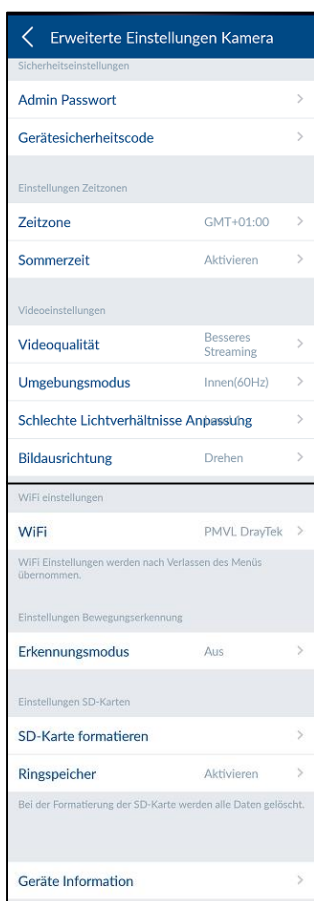 Erweiterte Einstellungen Kamera
Sicherheitseinstellungen
Admin Passwort
Gerätesicherheitscode
Einstellungen Zeitzonen
Zeitzone GMT+01:00
Sommerzeit Aktivieren
Videoeinstellungen
Videoqualität Besseres
Streaming
Umgebungsmodus Innen(60Hz)
Schlechte Lichtverhältnisse Anpassung
Bildausrichtung Drehen
WiFi einstellungen
WiFi PMVL DrayTek
WiFi Einstellungen werden nach Verlassen des Menüs
übernommen.
Einstellungen Bewegungserkennung
Erkennungsmodus Aus
Einstellungen SD-Karten
SD-Karte formatieren
Ringspeicher Aktivieren
Bei der Formatierung der SD-Karte werden alle Daten gelöscht.
Geräte Information